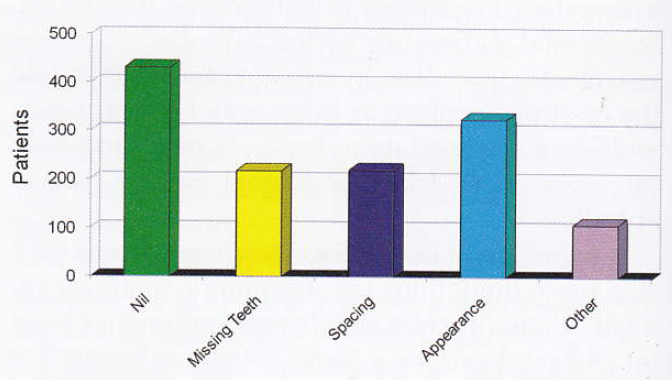 500
400
300
200
100
0
Patients
Nil
Missing Teeth
Spacing
Appearance
Other